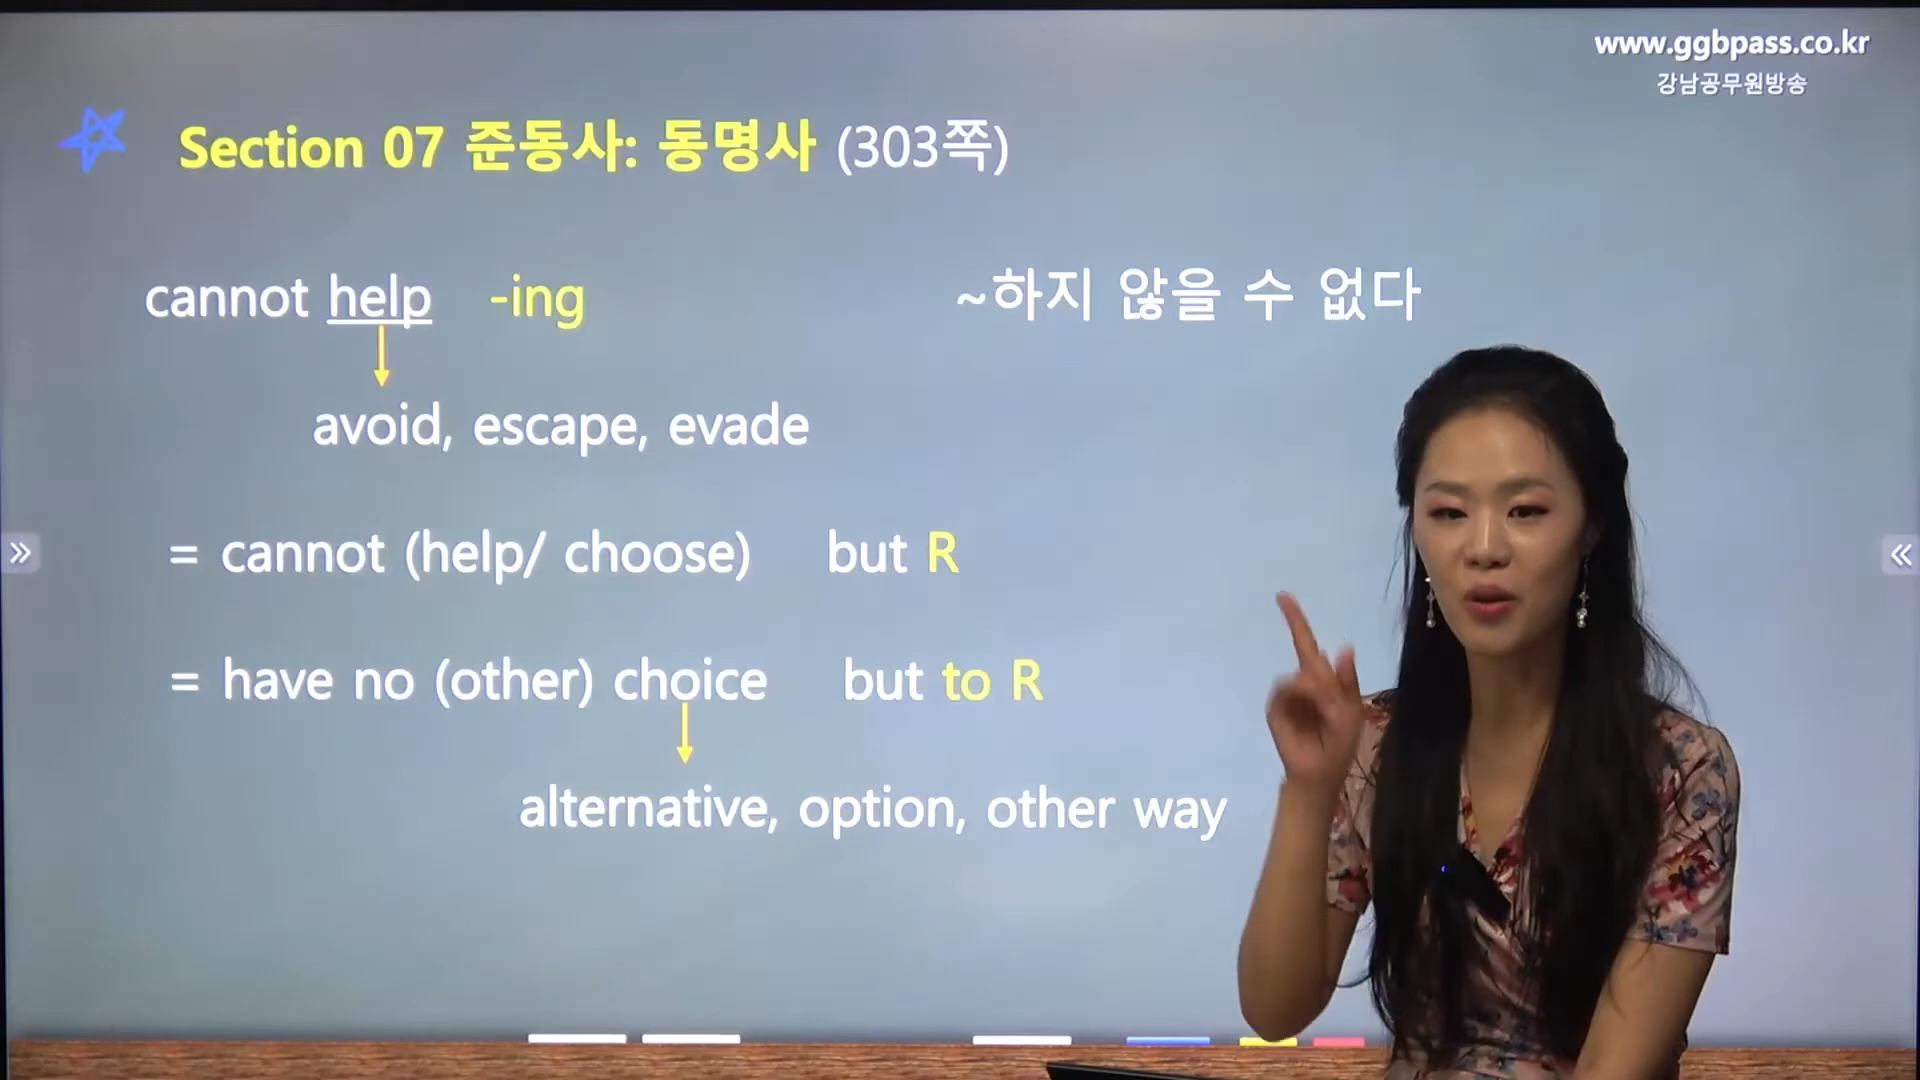 www.ggbpass.co.kr
강남공무원방송
Section 07 준동사: 동명사 (303쪽)
cannot help -ing ~하지 않을 수 없다
avoid, escape, evade
= cannot (help/ choose) but R
= have no (other) choice but to R
alternative, option, other way